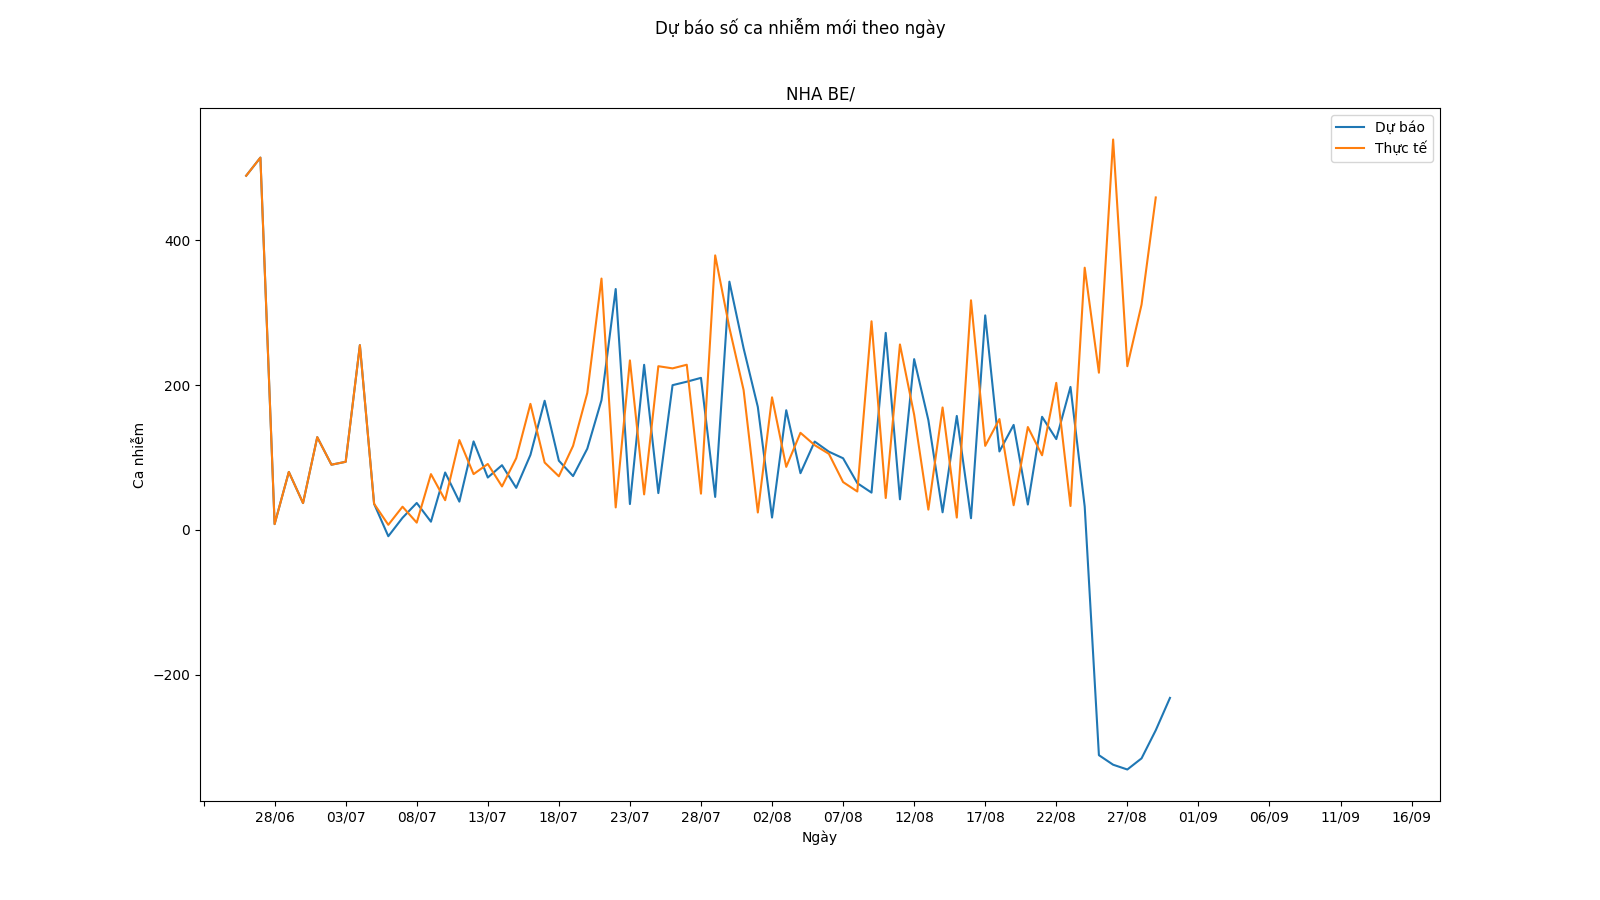 Dự báo số ca nhiễm mới theo ngày
NHA BE/
Dự báo
Thực tế
400
200
0
−200
Ca nhiễm
28/06 03/07 08/07 13/07 18/07 23/07 28/07 02/08 07/08 12/08 17/08 22/08 27/08 01/09 06/09 11/09 16/09
Ngày